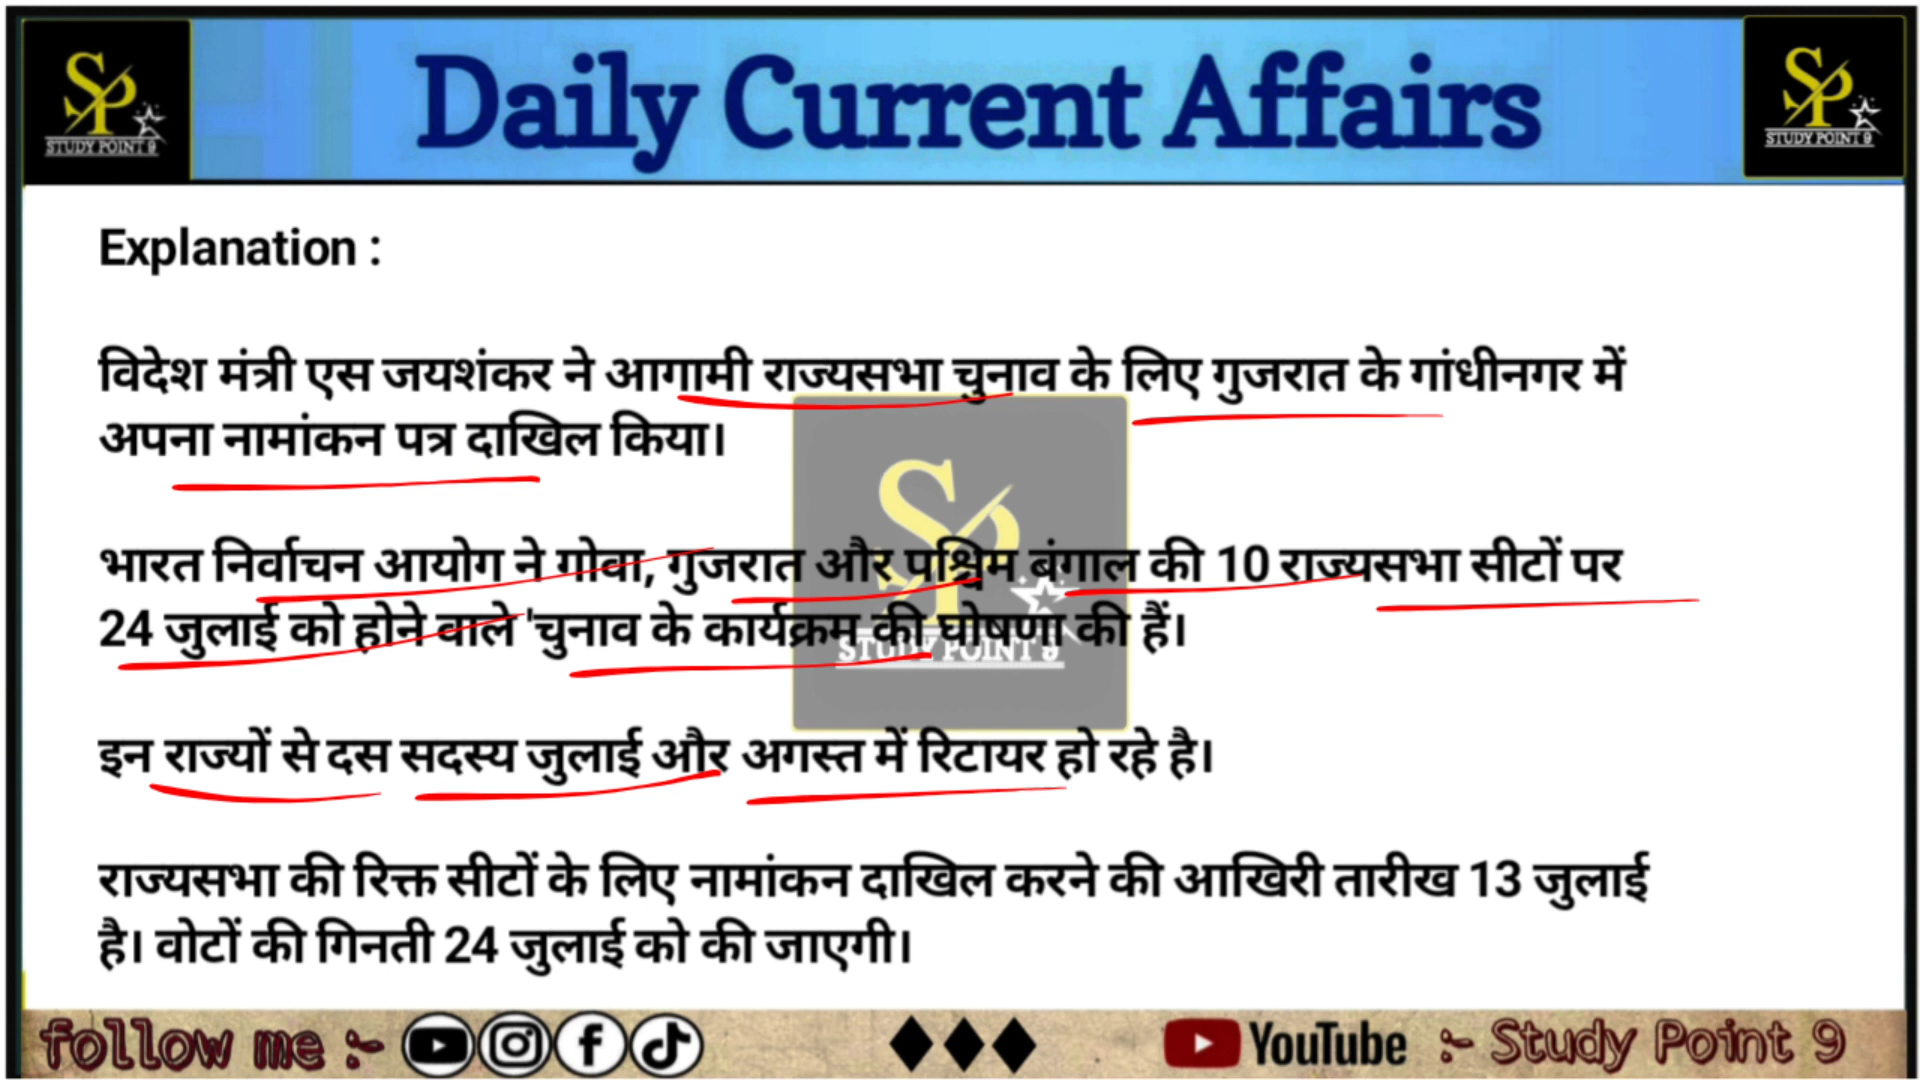 SP
STUDY POINT 9
Daily Current Affairs
SP
STUDY POINT 9
Explanation :
विदेश मंत्री एस जयशंकर ने आगामी राज्यसभा चुनाव के लिए गुजरात के गांधीनगर में
अपना नामांकन पत्र दाखिल किया।
भारत निर्वाचन आयोग ने गोवा, गुजरात और पश्चिम बंगाल की 10 राज्यसभा सीटों पर
24 जुलाई को होने वाले 'चुनाव के कार्यक्रम की घोषणा की हैं।
SP
STUDY POINT 9
इन राज्यों से दस सदस्य जुलाई और अगस्त में रिटायर हो रहे है।
राज्यसभा की रिक्त सीटों के लिए नामांकन दाखिल करने की आखिरी तारीख 13 जुलाई
है। वोटों की गिनती 24 जुलाई को की जाएगी।
follow me :- YouTube :- Study Point 9